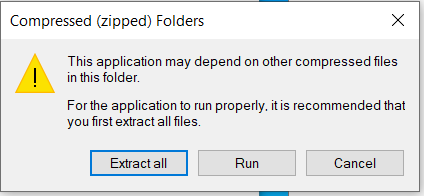 Compressed (zipped) Folders
This application may depend on other compressed files
in this folder.
For the application to run properly, it is recommended that
you first extract all files.
Extract all
Run
Cancel